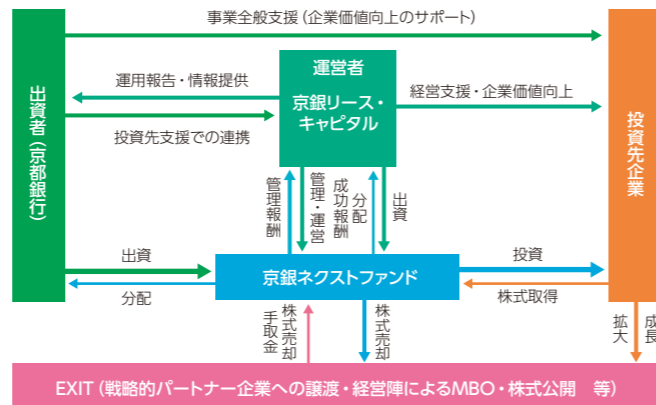 事業全般支援(企業価値向上のサポート)
出資者(京都銀行)
運用報告・情報提供
投資先支援での連携
運営者
京銀リース・
キャピタル
経営支援・企業価値向上
投資先企業
管理報酬
管理・運営
成功報酬
分配
出資
出資
分配
京銀ネクストファンド
投資
株式取得
株式売却
手取金
株式売却
成長
拡大
EXIT(戦略的パートナー企業への譲渡・経営陣によるMBO・株式公開 等)